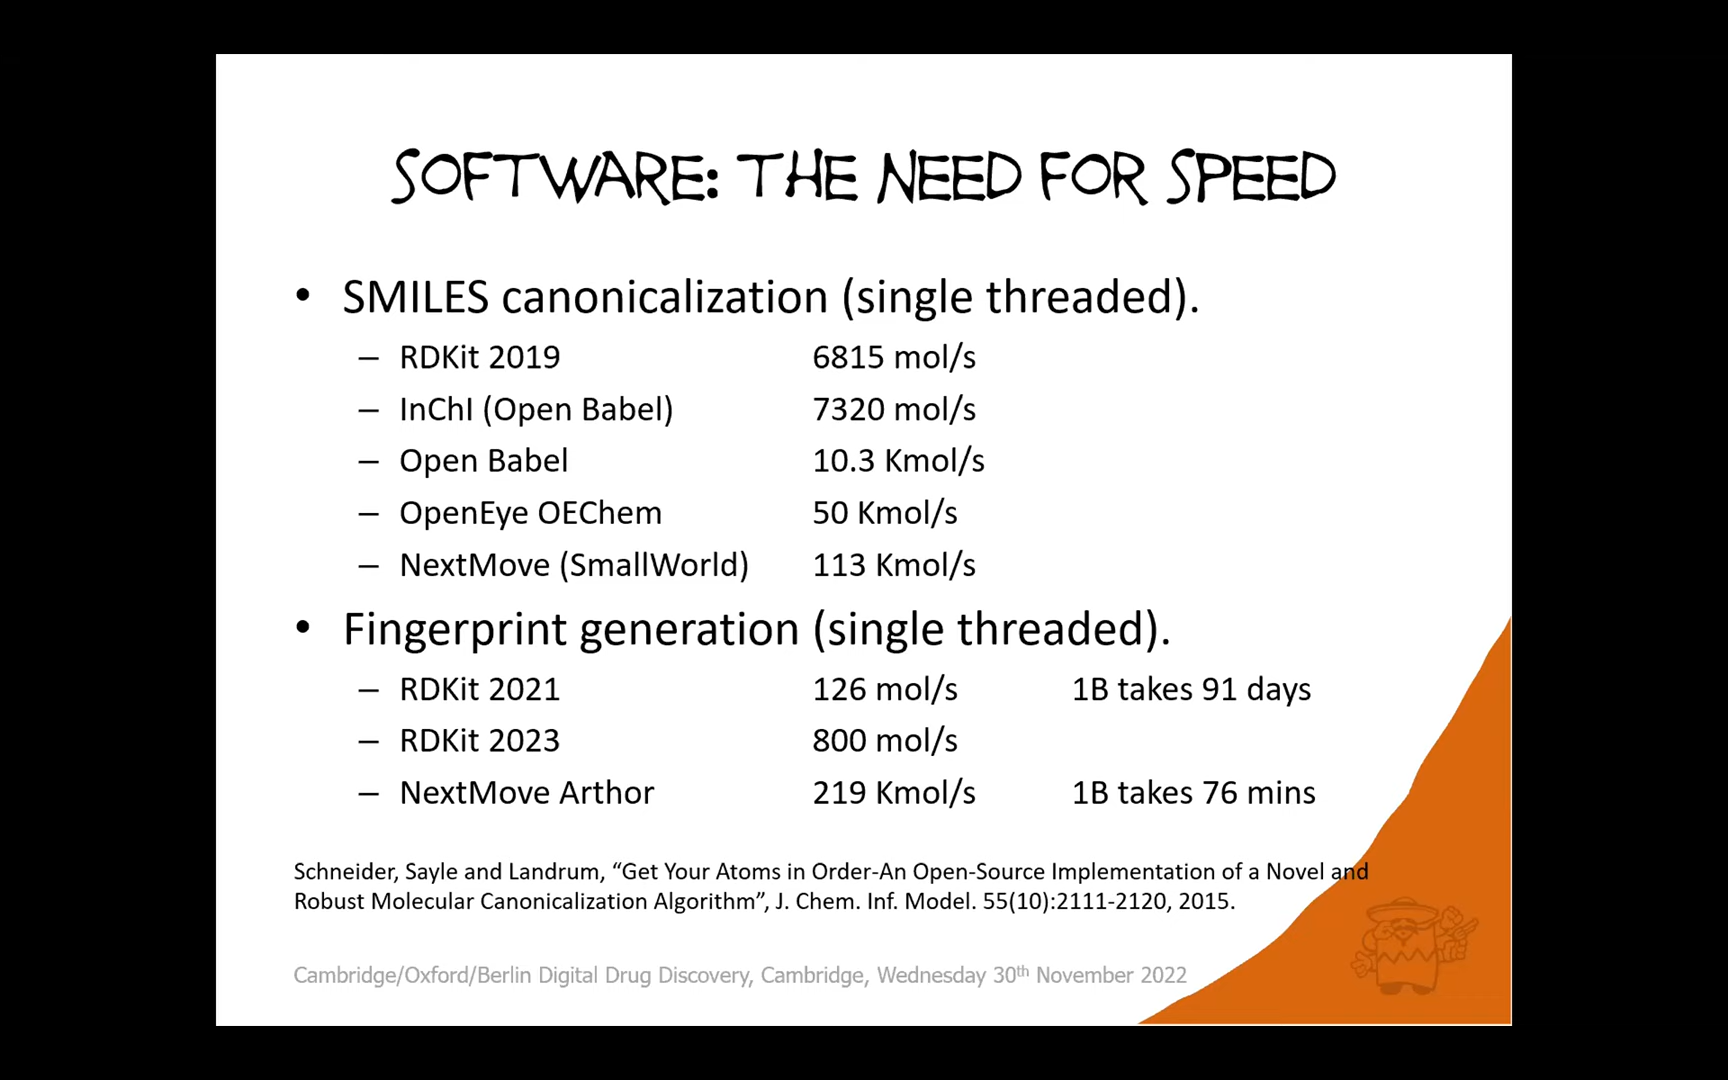 SOFTWARE: THE NEED FOR SPEED
• SMILES canonicalization (single threaded).
– RDKit 2019 6815 mol/s
– InChI (Open Babel) 7320 mol/s
– Open Babel 10.3 Kmol/s
– OpenEye OEChem 50 Kmol/s
– NextMove (SmallWorld) 113 Kmol/s
• Fingerprint generation (single threaded).
– RDKit 2021 126 mol/s 1B takes 91 days
– RDKit 2023 800 mol/s
– NextMove Arthor 219 Kmol/s 1B takes 76 mins
Schneider, Sayle and Landrum, “Get Your Atoms in Order-An Open-Source Implementation of a Novel and
Robust Molecular Canonicalization Algorithm”, J. Chem. Inf. Model. 55(10):2111-2120, 2015.
Cambridge/Oxford/Berlin Digital Drug Discovery, Cambridge, Wednesday 30th November 2022